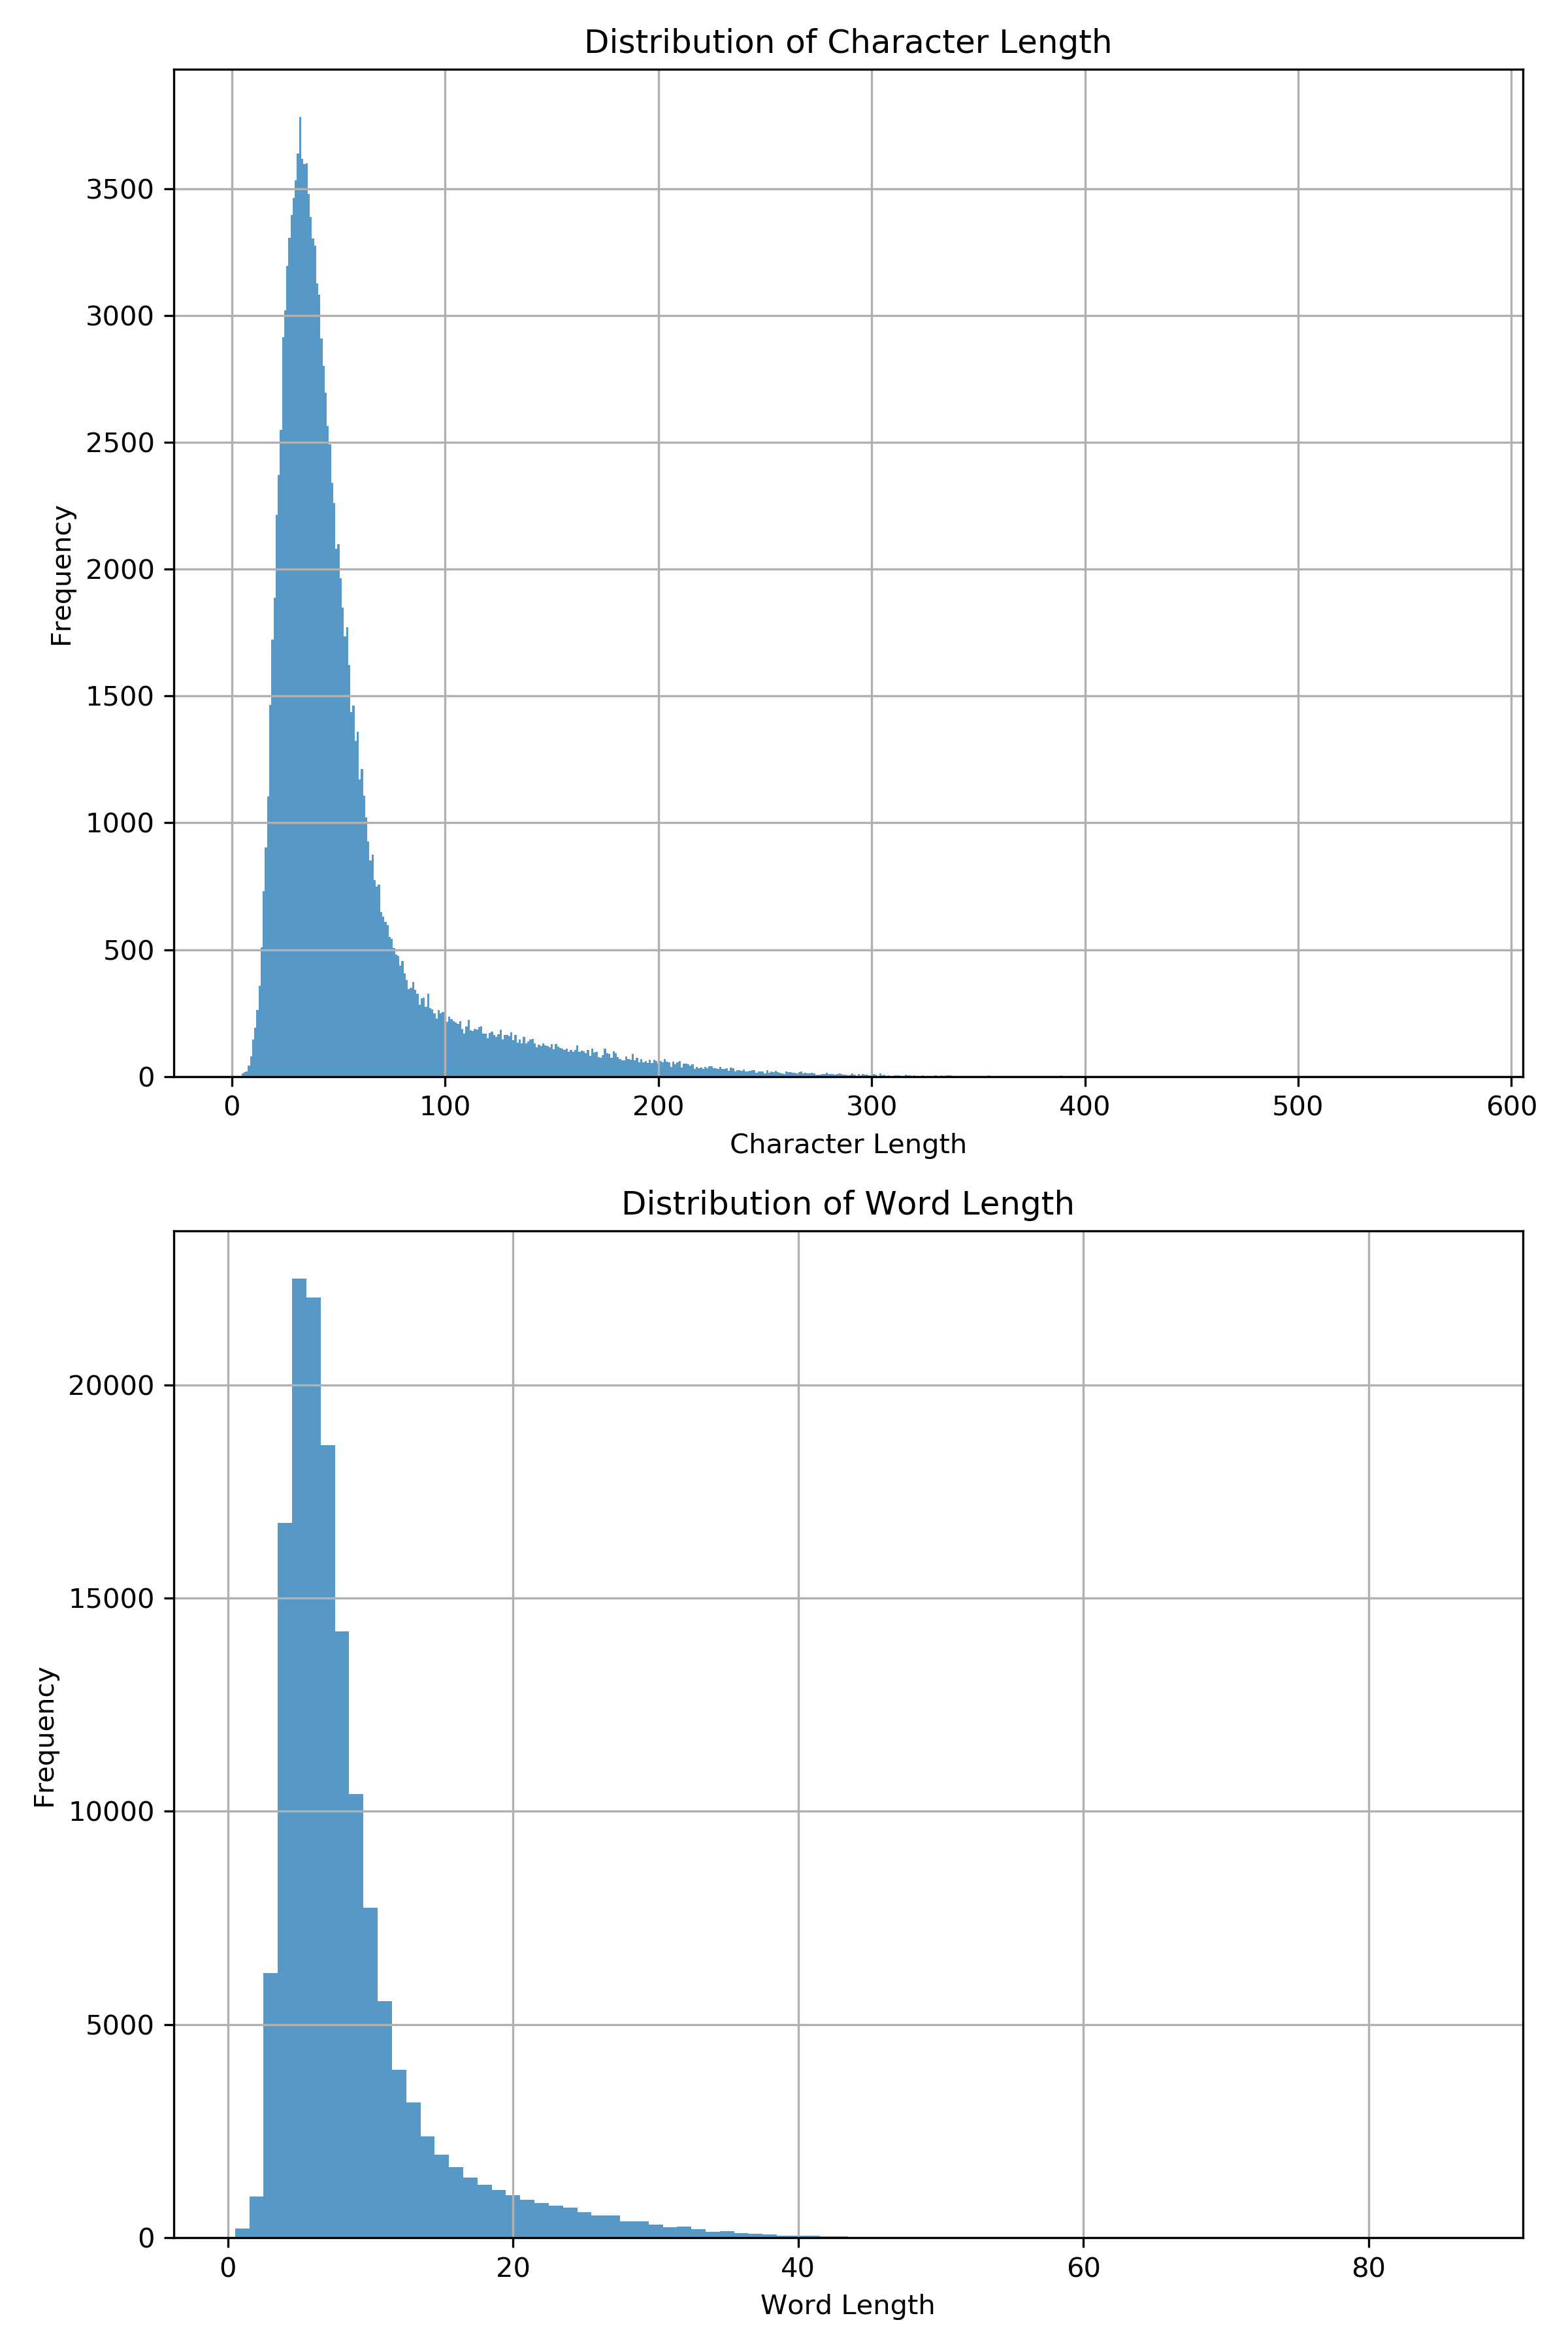 Distribution of Character Length
Frequency
3500
3000
2500
2000
1500
1000
500
0
0 100 200 300 400 500 600
Character Length
Distribution of Word Length
Frequency
20000
15000
10000
5000
0
0 20 40 60 80
Word Length